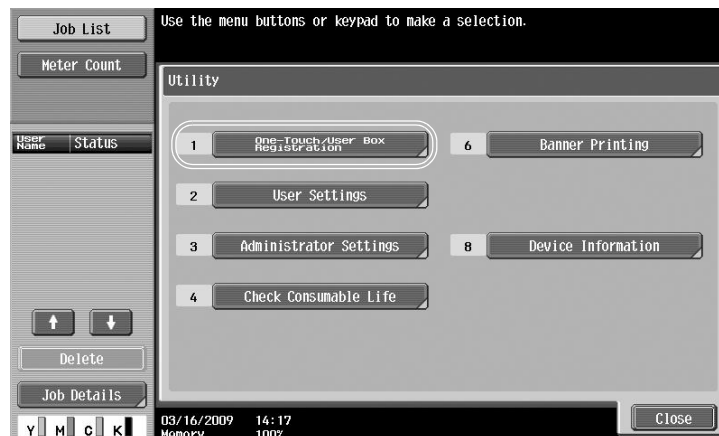 Use the menu buttons or keypad to make a selection.
Job List
Meter Count
User Name Status
Delete
Job Details
Y M C K
Utility
1 One-Touch/User Box Registration
2 User Settings
3 Administrator Settings
4 Check Consumable Life
6 Banner Printing
8 Device Information
03/16/2009 14:17
Memory 100%
Close